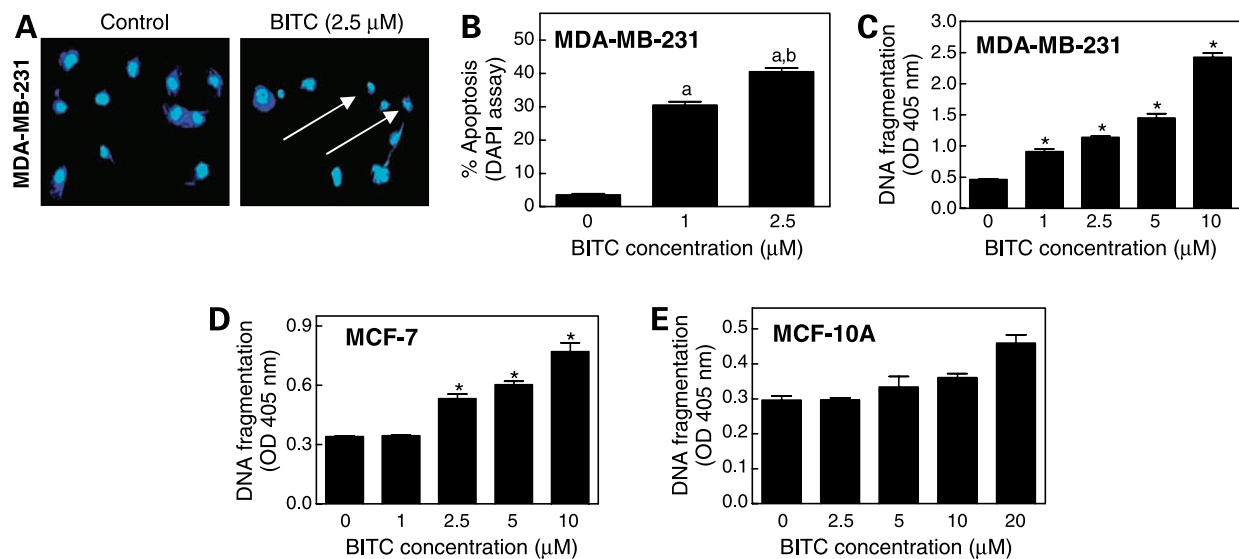 A
Control
BITC (2.5 μM)
MDA-MB-231
B
MDA-MB-231
% Apoptosis
(DAPI assay)
50
40
30
20
10
0
a
a,b
0 1 2.5
BITC concentration (μM)
C
MDA-MB-231
DNA fragmentation
(OD 405 nm)
3.0
2.5
2.0
1.5
1.0
0.5
0.0
* * * *
0 1 2.5 5 10
BITC concentration (μM)
D
MCF-7
DNA fragmentation
(OD 405 nm)
0.9
0.6
0.3
0.0
* * *
0 1 2.5 5 10
BITC concentration (μM)
E
MCF-10A
DNA fragmentation
(OD 405 nm)
0.5
0.4
0.3
0.2
0.1
0.0
0 2.5 5 10 20
BITC concentration (μM)